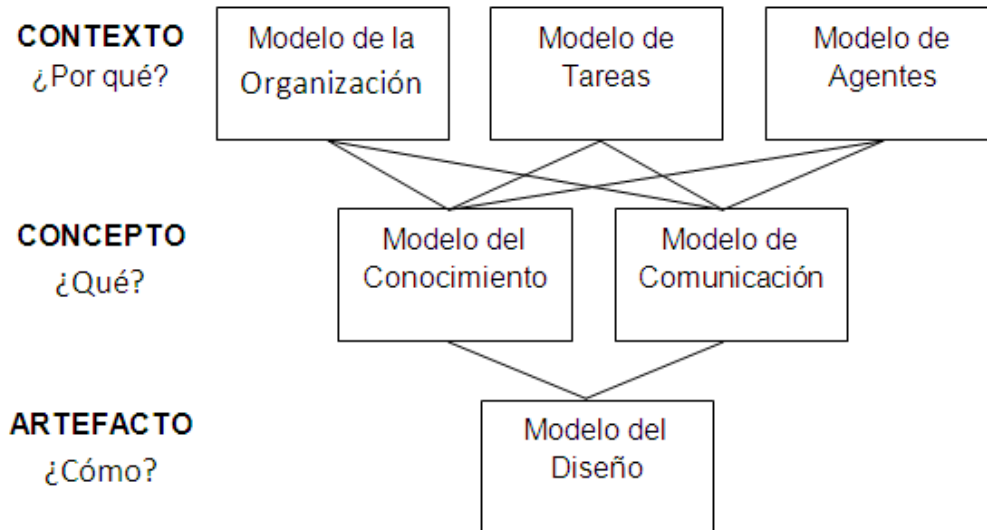 CONTEXTO
¿Por qué?
Modelo de la
Organización
Modelo de
Tareas
Modelo de
Agentes
CONCEPTO
¿Qué?
Modelo del
Conocimiento
Modelo de
Comunicación
ARTEFACTO
¿Cómo?
Modelo del
Diseño